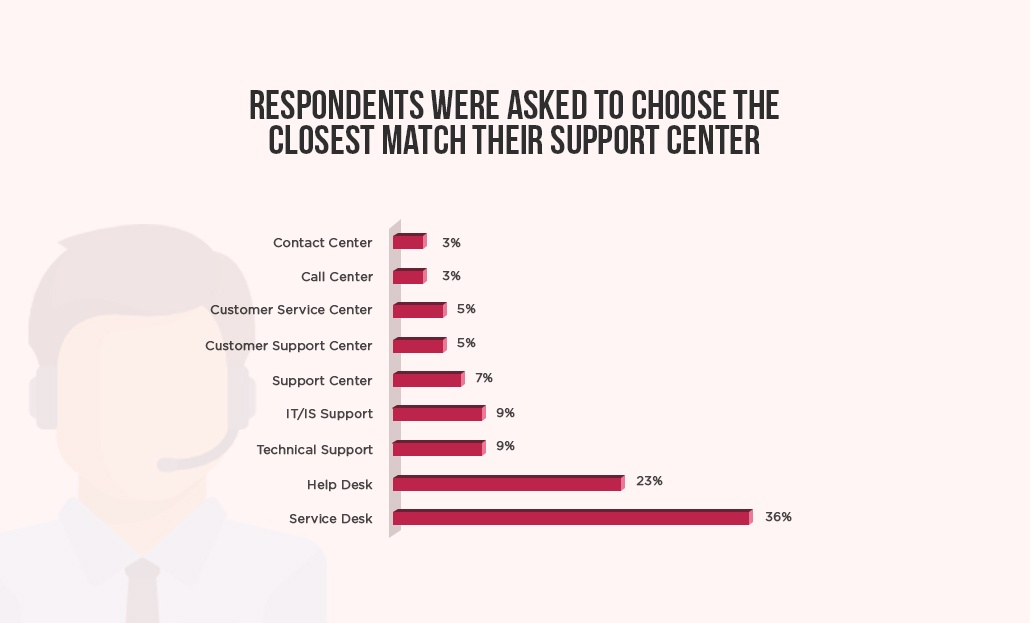 RESPONDENTS WERE ASKED TO CHOOSE THE
CLOSEST MATCH THEIR SUPPORT CENTER
Contact Center 3%
Call Center 3%
Customer Service Center 5%
Customer Support Center 5%
Support Center 7%
IT/IS Support 9%
Technical Support 9%
Help Desk 23%
Service Desk 36%